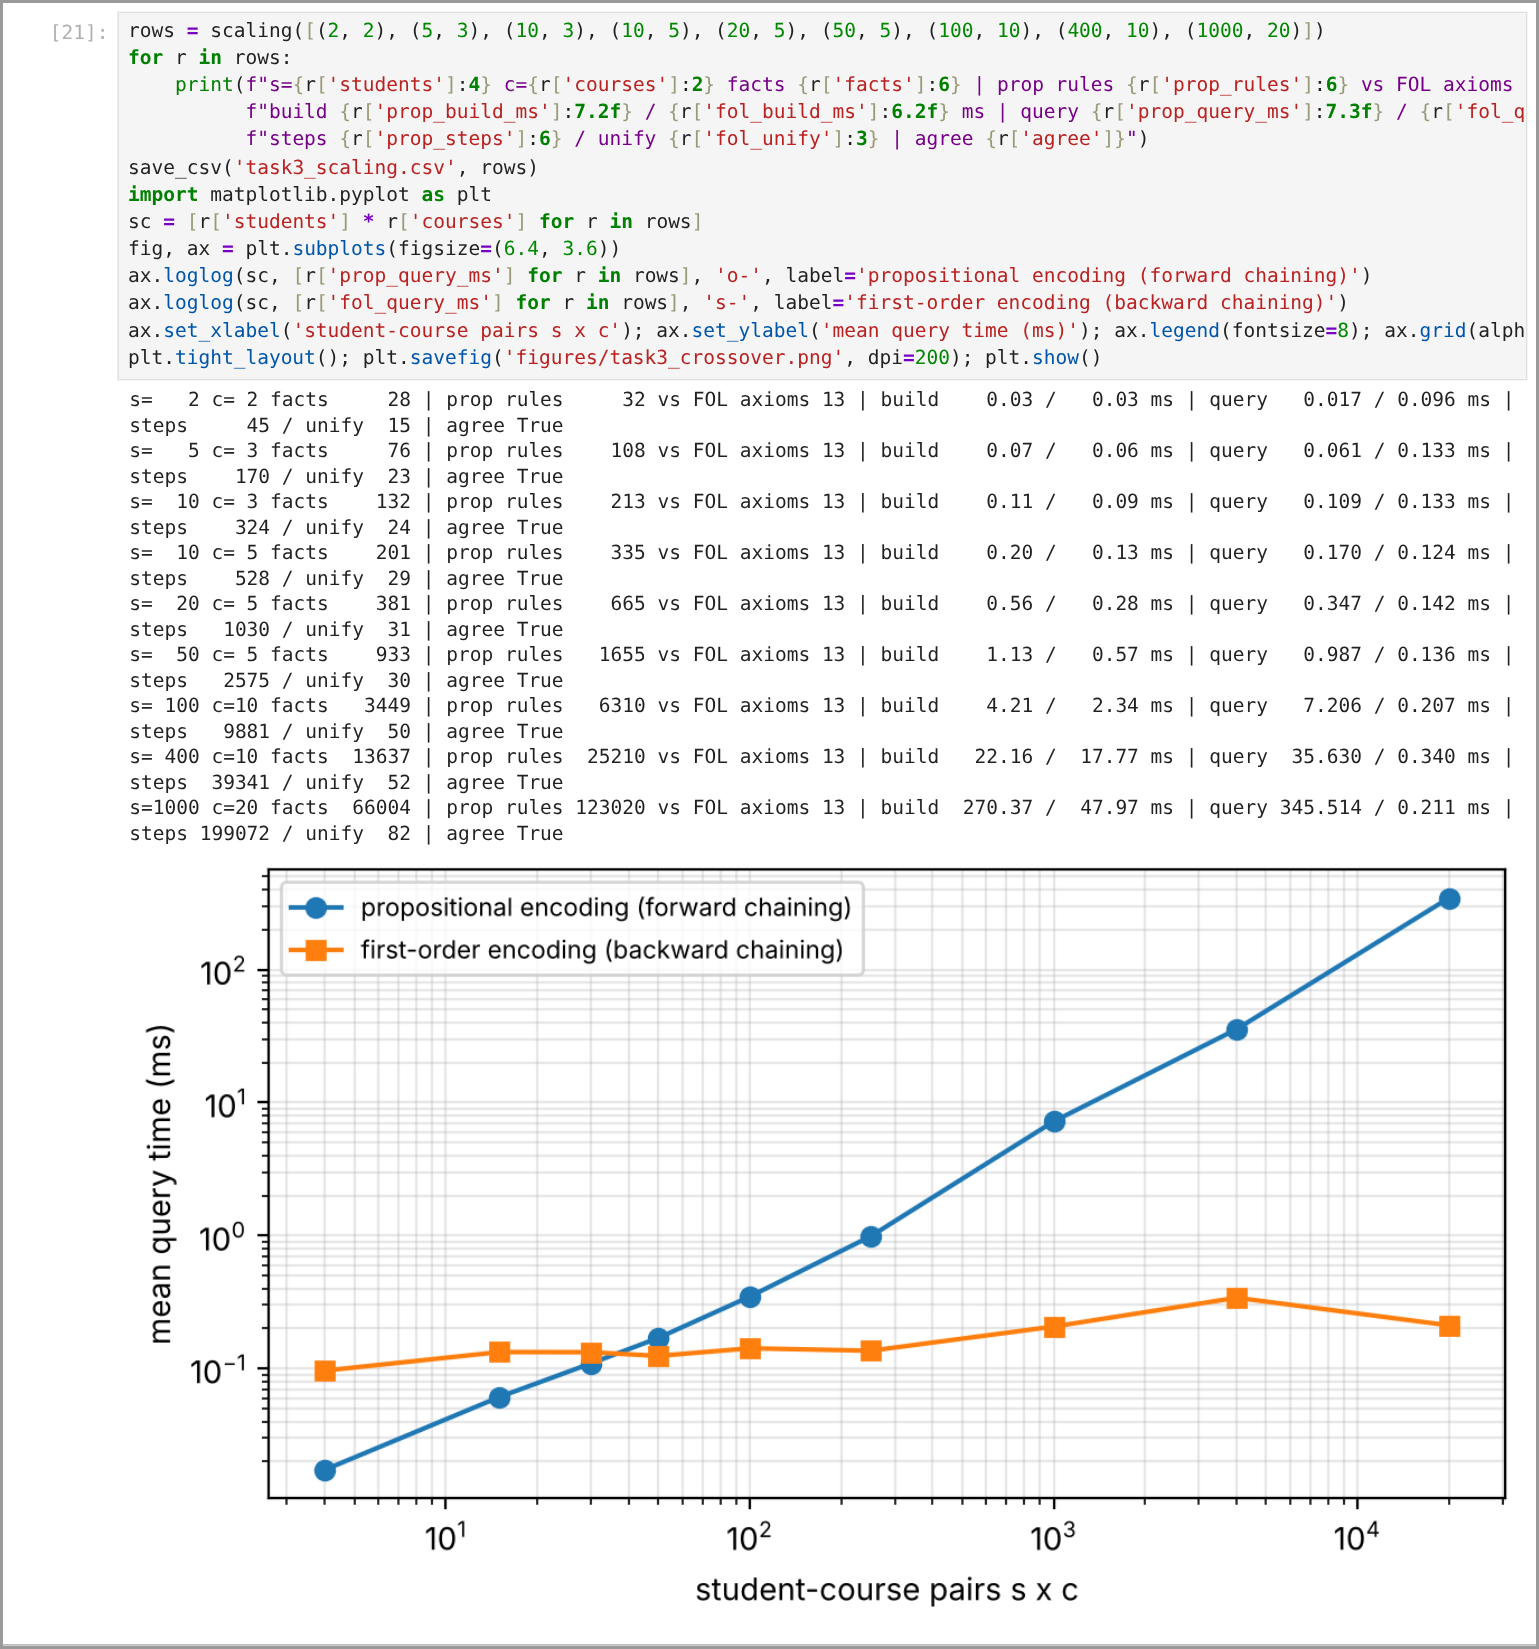 [21]:
rows = scaling([(2, 2), (5, 3), (10, 3), (10, 5), (20, 5), (50, 5), (100, 10), (400, 10), (1000, 20)])
for r in rows:
    print(f"s={r['students']:4} c={r['courses']:2} facts {r['facts']:6} | prop rules {r['prop_rules']:6} vs FOL axioms
          f"build {r['prop_build_ms']:7.2f} / {r['fol_build_ms']:6.2f} ms | query {r['prop_query_ms']:7.3f} / {r['fol_q
          f"steps {r['prop_steps']:6} / unify {r['fol_unify']:3} | agree {r['agree']}")
save_csv('task3_scaling.csv', rows)
import matplotlib.pyplot as plt
sc = [r['students'] * r['courses'] for r in rows]
fig, ax = plt.subplots(figsize=(6.4, 3.6))
ax.loglog(sc, [r['prop_query_ms'] for r in rows], 'o-', label='propositional encoding (forward chaining)')
ax.loglog(sc, [r['fol_query_ms'] for r in rows], 's-', label='first-order encoding (backward chaining)')
ax.set_xlabel('student-course pairs s x c'); ax.set_ylabel('mean query time (ms)'); ax.legend(fontsize=8); ax.grid(alph
plt.tight_layout(); plt.savefig('figures/task3_crossover.png', dpi=200); plt.show()
s=   2 c= 2 facts     28 | prop rules     32 vs FOL axioms 13 | build    0.03 /   0.03 ms | query   0.017 / 0.096 ms |
steps     45 / unify  15 | agree True
s=   5 c= 3 facts     76 | prop rules    108 vs FOL axioms 13 | build    0.07 /   0.06 ms | query   0.061 / 0.133 ms |
steps    170 / unify  23 | agree True
s=  10 c= 3 facts    132 | prop rules    213 vs FOL axioms 13 | build    0.11 /   0.09 ms | query   0.109 / 0.133 ms |
steps    324 / unify  24 | agree True
s=  10 c= 5 facts    201 | prop rules    335 vs FOL axioms 13 | build    0.20 /   0.13 ms | query   0.170 / 0.124 ms |
steps    528 / unify  29 | agree True
s=  20 c= 5 facts    381 | prop rules    665 vs FOL axioms 13 | build    0.56 /   0.28 ms | query   0.347 / 0.142 ms |
steps   1030 / unify  31 | agree True
s=  50 c= 5 facts    933 | prop rules   1655 vs FOL axioms 13 | build    1.13 /   0.57 ms | query   0.987 / 0.136 ms |
steps   2575 / unify  30 | agree True
s= 100 c=10 facts   3449 | prop rules   6310 vs FOL axioms 13 | build    4.21 /   2.34 ms | query   7.206 / 0.207 ms |
steps   9881 / unify  50 | agree True
s= 400 c=10 facts  13637 | prop rules  25210 vs FOL axioms 13 | build   22.16 /  17.77 ms | query  35.630 / 0.340 ms |
steps  39341 / unify  52 | agree True
s=1000 c=20 facts  66004 | prop rules 123020 vs FOL axioms 13 | build  270.37 /  47.97 ms | query 345.514 / 0.211 ms |
steps 199072 / unify  82 | agree True
propositional encoding (forward chaining)
first-order encoding (backward chaining)
10²
10¹
10⁰
10⁻¹
mean query time (ms)
10¹ 10² 10³ 10⁴
student-course pairs s x c